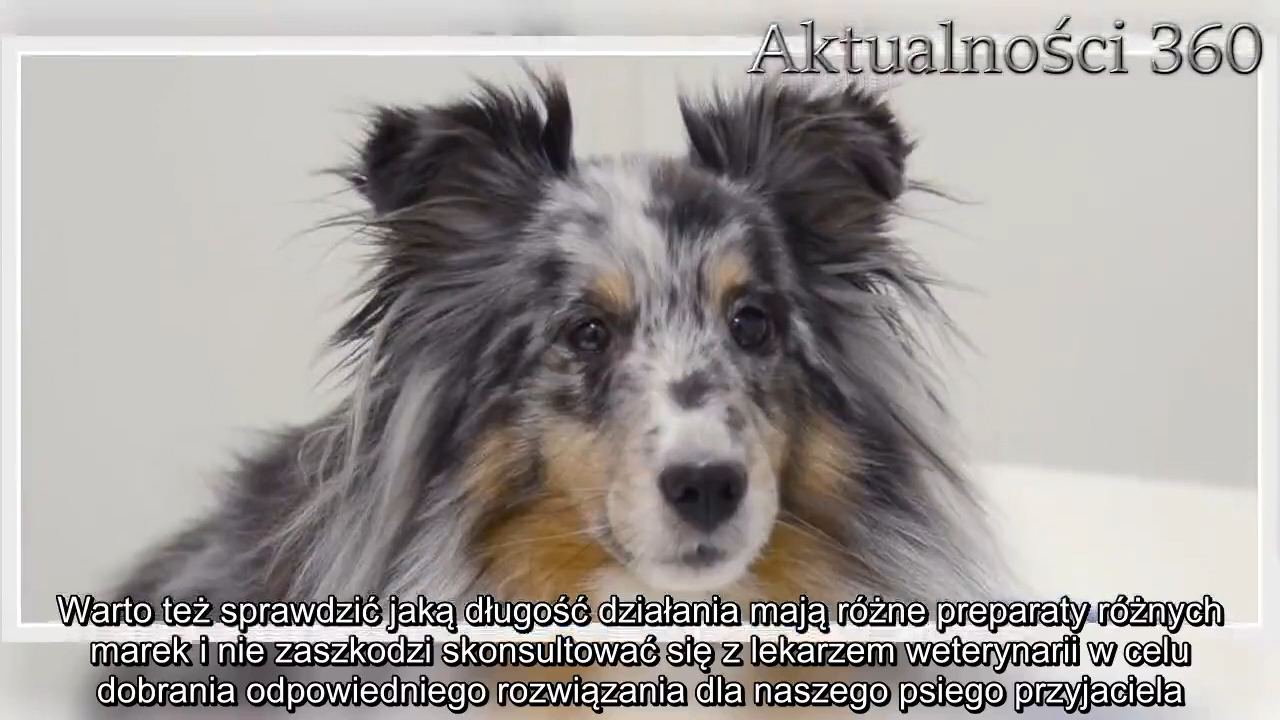 Aktualności 360
Warto też sprawdzić jaką długość działania mają różne preparaty różnych
marek i nie zaszkodzi skonsultować się z lekarzem weterynarii w celu
dobrania odpowiedniego rozwiązania dla naszego psiego przyjaciela